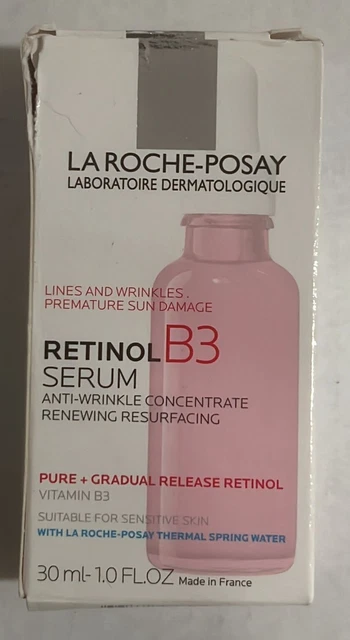 LA ROCHE-POSAY
LABORATOIRE DERMATOLOGIQUE
LINES AND WRINKLES.
PREMATURE SUN DAMAGE
RETINOL B3
SERUM
ANTI-WRINKLE CONCENTRATE
RENEWING RESURFACING
PURE + GRADUAL RELEASE RETINOL
VITAMIN B3
SUITABLE FOR SENSITIVE SKIN
WITH LA ROCHE-POSAY THERMAL SPRING WATER
30 ml- 1.0 FL.OZ Made in France